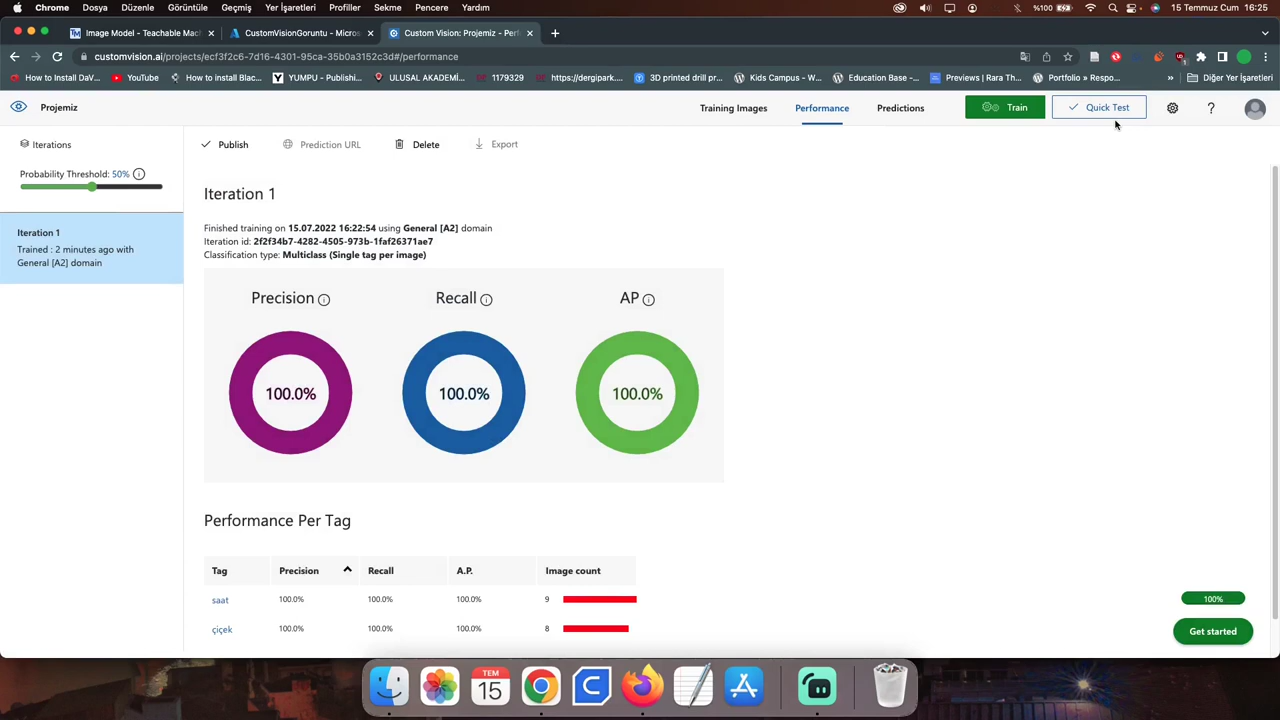 Chrome Dosya Düzenle Görüntüle Geçmiş Yer İşaretleri Profiller Sekme Pencere Yardım %100 15 Temmuz Cum 16:25
Image Model - Teachable Mac
CustomVisionGoruntu - Micros
Custom Vision: Projemiz - Perf
customvision.ai/projects/ecf3f2c6-7d16-4301-95ca-35b0a3152c3d#/performance
How to Install DaV... YouTube How to install Blac... YUMPU - Publishi... ULUSAL AKADEMİ... 1179329 https://dergipark.... 3D printed drill pr... Kids Campus - W... Education Base -... Previews | Rara Th... Portfolio » Respo... » Diğer Yer İşaretleri
Projemiz
Training Images Performance Predictions Train Quick Test
Iterations
Probability Threshold: 50%
Iteration 1
Trained : 2 minutes ago with
General [A2] domain
Publish Prediction URL Delete Export
Iteration 1
Finished training on 15.07.2022 16:22:54 using General [A2] domain
Iteration id: 2f2f34b7-4282-4505-973b-1faf26371ae7
Classification type: Multiclass (Single tag per image)
Precision Recall AP
100.0% 100.0% 100.0%
Performance Per Tag
Tag Precision Recall A.P. Image count
saat 100.0% 100.0% 100.0% 9
çiçek 100.0% 100.0% 100.0% 8
100%
Get started
TEM
15